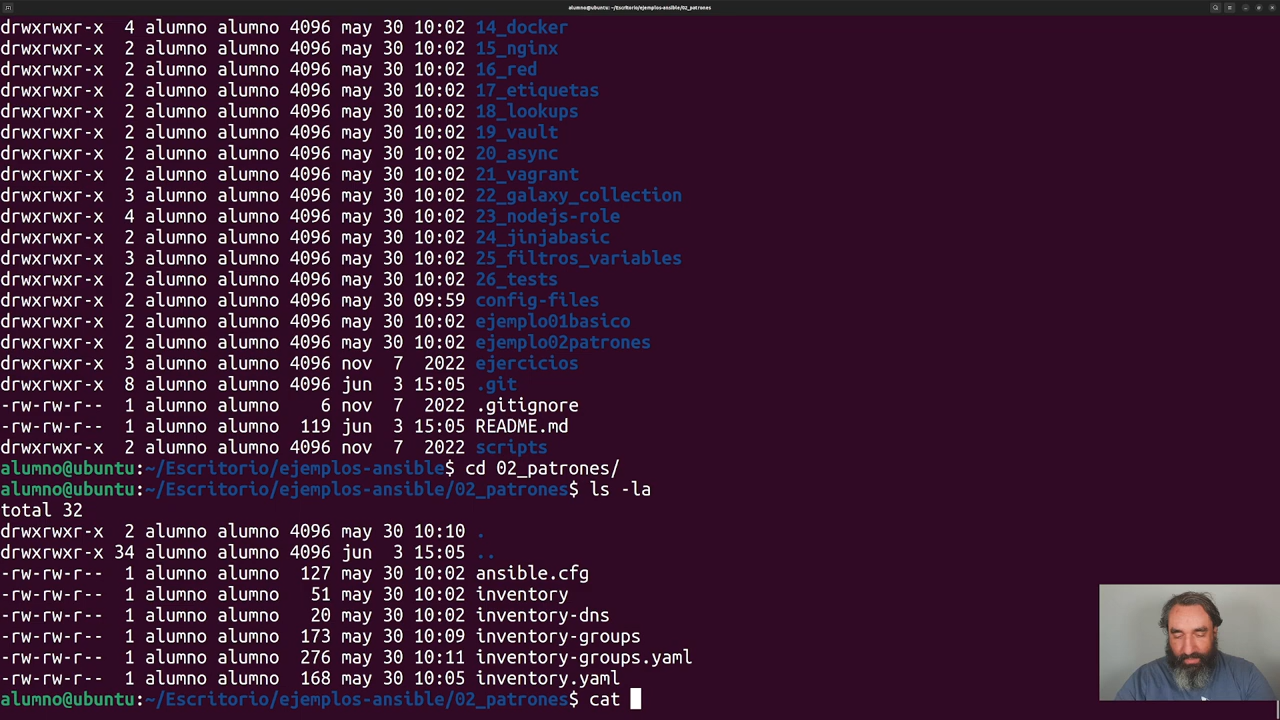 alumno@ubuntu: ~/Escritorio/ejemplos-ansible/02_patrones
drwxrwxr-x  4 alumno alumno 4096 may 30 10:02 14_docker
drwxrwxr-x  2 alumno alumno 4096 may 30 10:02 15_nginx
drwxrwxr-x  2 alumno alumno 4096 may 30 10:02 16_red
drwxrwxr-x  2 alumno alumno 4096 may 30 10:02 17_etiquetas
drwxrwxr-x  2 alumno alumno 4096 may 30 10:02 18_lookups
drwxrwxr-x  2 alumno alumno 4096 may 30 10:02 19_vault
drwxrwxr-x  2 alumno alumno 4096 may 30 10:02 20_async
drwxrwxr-x  2 alumno alumno 4096 may 30 10:02 21_vagrant
drwxrwxr-x  3 alumno alumno 4096 may 30 10:02 22_galaxy_collection
drwxrwxr-x  4 alumno alumno 4096 may 30 10:02 23_nodejs-role
drwxrwxr-x  2 alumno alumno 4096 may 30 10:02 24_jinjabasic
drwxrwxr-x  3 alumno alumno 4096 may 30 10:02 25_filtros_variables
drwxrwxr-x  2 alumno alumno 4096 may 30 10:02 26_tests
drwxrwxr-x  2 alumno alumno 4096 may 30 09:59 config-files
drwxrwxr-x  2 alumno alumno 4096 may 30 10:02 ejemplo01basico
drwxrwxr-x  2 alumno alumno 4096 may 30 10:02 ejemplo02patrones
drwxrwxr-x  3 alumno alumno 4096 nov  7  2022 ejercicios
drwxrwxr-x  8 alumno alumno 4096 jun  3 15:05 .git
-rw-rw-r--  1 alumno alumno    6 nov  7  2022 .gitignore
-rw-rw-r--  1 alumno alumno  119 jun  3 15:05 README.md
drwxrwxr-x  2 alumno alumno 4096 nov  7  2022 scripts
alumno@ubuntu:~/Escritorio/ejemplos-ansible$ cd 02_patrones/
alumno@ubuntu:~/Escritorio/ejemplos-ansible/02_patrones$ ls -la
total 32
drwxrwxr-x  2 alumno alumno 4096 may 30 10:10 .
drwxrwxr-x 34 alumno alumno 4096 jun  3 15:05 ..
-rw-rw-r--  1 alumno alumno  127 may 30 10:02 ansible.cfg
-rw-rw-r--  1 alumno alumno   51 may 30 10:02 inventory
-rw-rw-r--  1 alumno alumno   20 may 30 10:02 inventory-dns
-rw-rw-r--  1 alumno alumno  173 may 30 10:09 inventory-groups
-rw-rw-r--  1 alumno alumno  276 may 30 10:11 inventory-groups.yaml
-rw-rw-r--  1 alumno alumno  168 may 30 10:05 inventory.yaml
alumno@ubuntu:~/Escritorio/ejemplos-ansible/02_patrones$ cat